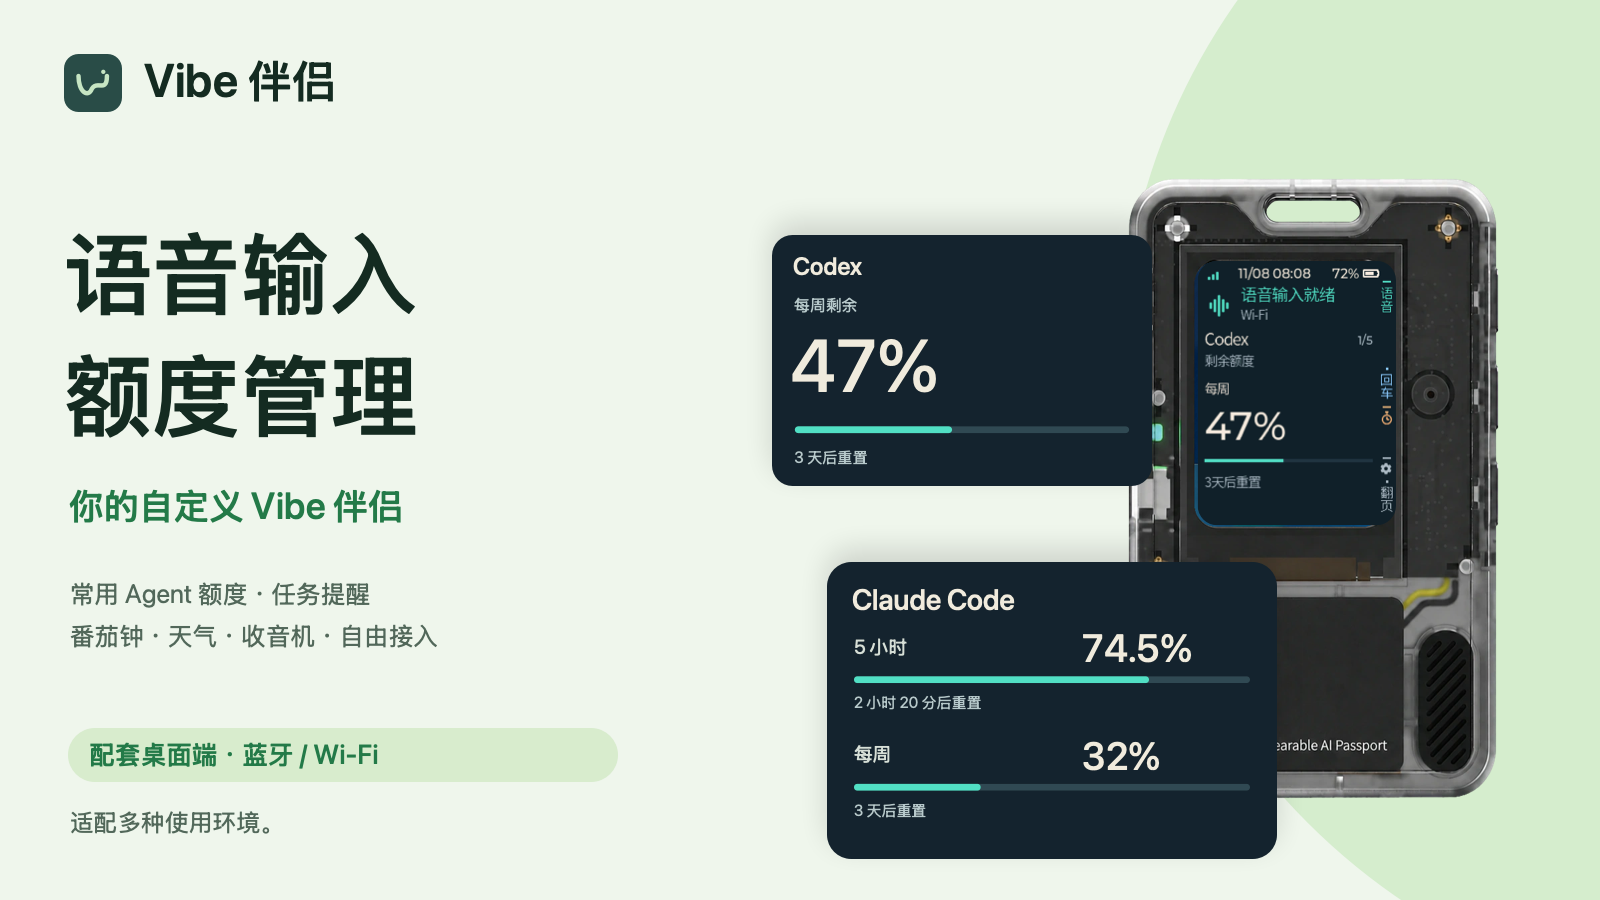 Vibe 伴侣
语音输入
额度管理
你的自定义 Vibe 伴侣
常用 Agent 额度 · 任务提醒
番茄钟 · 天气 · 收音机 · 自由接入
配套桌面端 · 蓝牙 / Wi-Fi
适配多种使用环境。
Codex
每周剩余
47%
3 天后重置
11/08 08:08 72%
语音输入就绪
Wi-Fi
Codex 1/5
剩余额度
每周
47%
3天后重置
语音
回车
翻页
Claude Code
5 小时 74.5%
2 小时 20 分后重置
每周 32%
3 天后重置
earable AI Passport